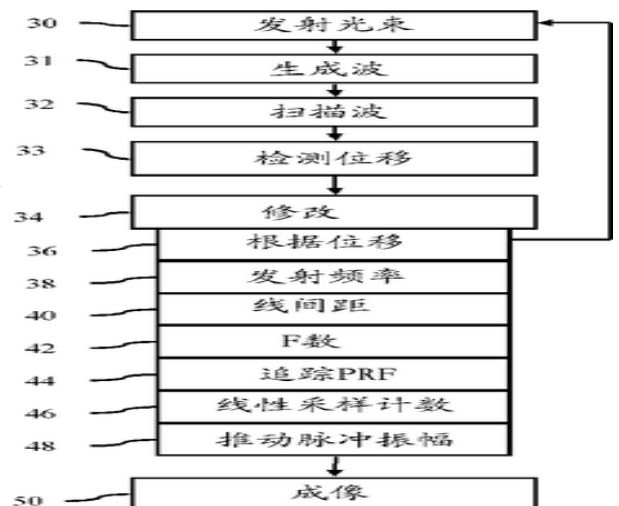 30 发射光束
31 生成波
32 扫描波
33 检测位移
34 修改
36 根据位移
38 发射频率
40 线间距
42 F数
44 追踪PRF
46 线性采样计数
48 推动脉冲振幅
50 成像